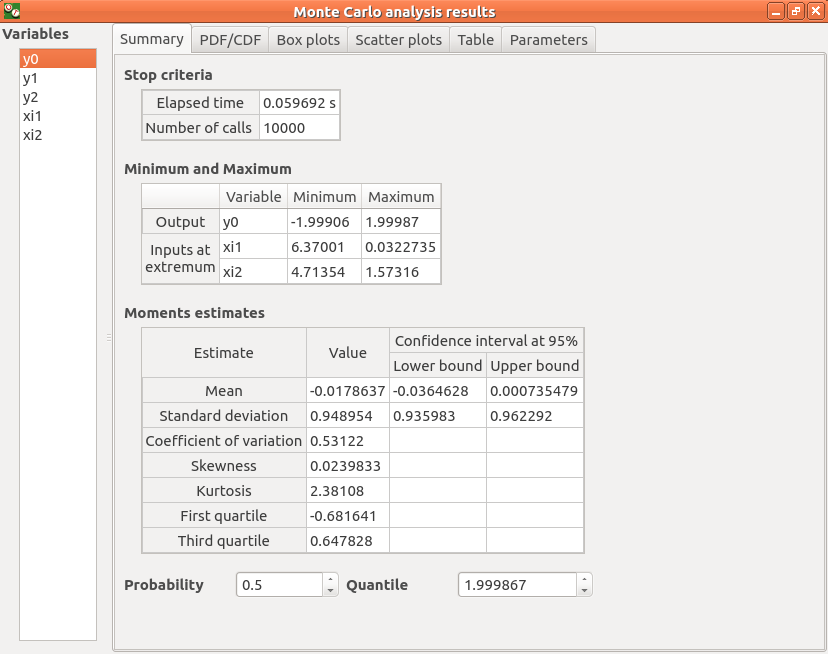 Monte Carlo analysis results
Variables
y0
y1
y2
xi1
xi2
Summary PDF/CDF Box plots Scatter plots Table Parameters
Stop criteria
Elapsed time 0.059692 s
Number of calls 10000
Minimum and Maximum
Variable Minimum Maximum
Output y0 -1.99906 1.99987
Inputs at extremum xi1 6.37001 0.0322735
xi2 4.71354 1.57316
Moments estimates
Estimate Value Confidence interval at 95%
Lower bound Upper bound
Mean -0.0178637 -0.0364628 0.000735479
Standard deviation 0.948954 0.935983 0.962292
Coefficient of variation 0.53122
Skewness 0.0239833
Kurtosis 2.38108
First quartile -0.681641
Third quartile 0.647828
Probability 0.5 Quantile 1.999867